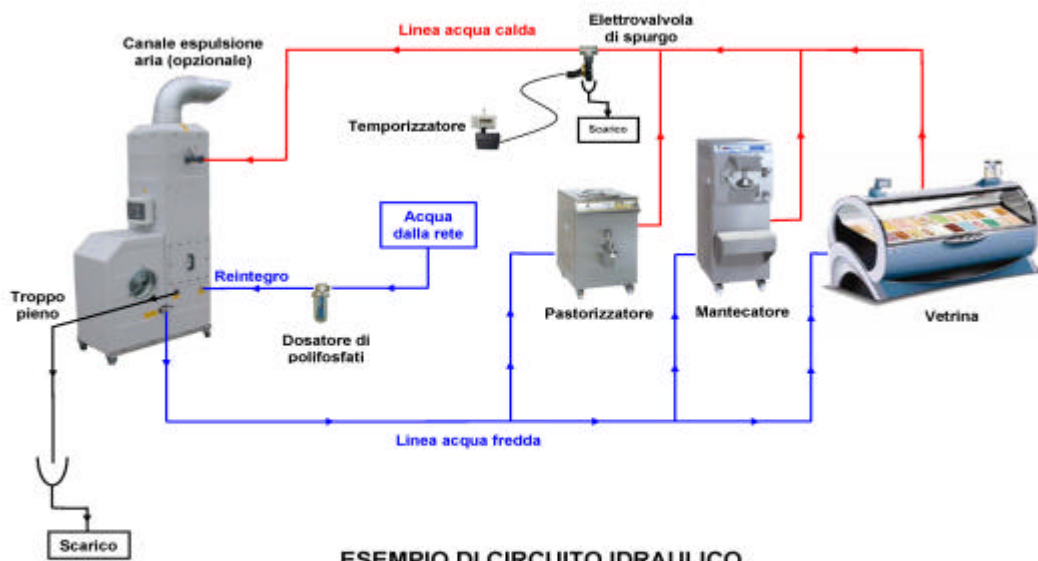 Linea acqua calda
Elettrovalvola
di spurgo
Canale espulsione
aria (opzionale)
Temporizzatore
Scarico
Acqua
dalla rete
Reintegro
Troppo
pieno
Dosatore di
polifosfati
Pastorizzatore
Mantecatore
Vetrina
Linea acqua fredda
Scarico
ESEMPIO DI CIRCUITO IDRAULICO